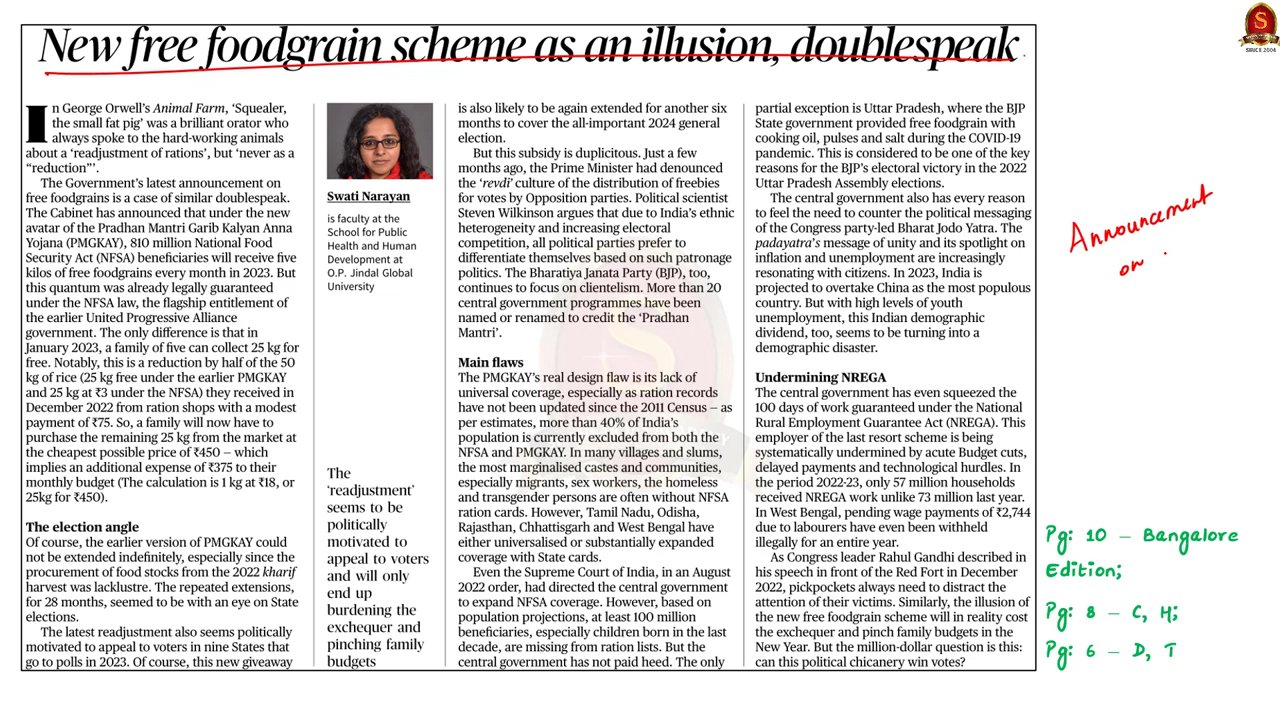 New free foodgrain scheme as an illusion, doublespeak
In George Orwell's Animal Farm, 'Squealer,
the small fat pig' was a brilliant orator who
always spoke to the hard-working animals
about a 'readjustment of rations', but 'never as a
"reduction"'.
The Government's latest announcement on
free foodgrains is a case of similar doublespeak.
The Cabinet has announced that under the new
avatar of the Pradhan Mantri Garib Kalyan Anna
Yojana (PMGKAY), 810 million National Food
Security Act (NFSA) beneficiaries will receive five
kilos of free foodgrains every month in 2023. But
this quantum was already legally guaranteed
under the NFSA law, the flagship entitlement of
the earlier United Progressive Alliance
government. The only difference is that in
January 2023, a family of five can collect 25 kg for
free. Notably, this is a reduction by half of the 50
kg of rice (25 kg free under the earlier PMGKAY
and 25 kg at ₹3 under the NFSA) they received in
December 2022 from ration shops with a modest
payment of ₹75. So, a family will now have to
purchase the remaining 25 kg from the market at
the cheapest possible price of ₹450 – which
implies an additional expense of ₹375 to their
monthly budget (The calculation is 1 kg at ₹18, or
25kg for ₹450).
The election angle
Of course, the earlier version of PMGKAY could
not be extended indefinitely, especially since the
procurement of food stocks from the 2022 kharif
harvest was lacklustre. The repeated extensions,
for 28 months, seemed to be with an eye on State
elections.
The latest readjustment also seems politically
motivated to appeal to voters in nine States that
go to polls in 2023. Of course, this new giveaway
Swati Narayan
is faculty at the
School for Public
Health and Human
Development at
O.P. Jindal Global
University
The
'readjustment'
seems to be
politically
motivated to
appeal to voters
and will only
end up
burdening the
exchequer and
pinching family
budgets
is also likely to be again extended for another six
months to cover the all-important 2024 general
election.
But this subsidy is duplicitous. Just a few
months ago, the Prime Minister had denounced
the 'revdi' culture of the distribution of freebies
for votes by Opposition parties. Political scientist
Steven Wilkinson argues that due to India's ethnic
heterogeneity and increasing electoral
competition, all political parties prefer to
differentiate themselves based on such patronage
politics. The Bharatiya Janata Party (BJP), too,
continues to focus on clientelism. More than 20
central government programmes have been
named or renamed to credit the 'Pradhan
Mantri'.
Main flaws
The PMGKAY's real design flaw is its lack of
universal coverage, especially as ration records
have not been updated since the 2011 Census – as
per estimates, more than 40% of India's
population is currently excluded from both the
NFSA and PMGKAY. In many villages and slums,
the most marginalised castes and communities,
especially migrants, sex workers, the homeless
and transgender persons are often without NFSA
ration cards. However, Tamil Nadu, Odisha,
Rajasthan, Chhattisgarh and West Bengal have
either universalised or substantially expanded
coverage with State cards.
Even the Supreme Court of India, in an August
2022 order, had directed the central government
to expand NFSA coverage. However, based on
population projections, at least 100 million
beneficiaries, especially children born in the last
decade, are missing from ration lists. But the
central government has not paid heed. The only
partial exception is Uttar Pradesh, where the BJP
State government provided free foodgrain with
cooking oil, pulses and salt during the COVID-19
pandemic. This is considered to be one of the key
reasons for the BJP's electoral victory in the 2022
Uttar Pradesh Assembly elections.
The central government also has every reason
to feel the need to counter the political messaging
of the Congress party-led Bharat Jodo Yatra. The
padayatra's message of unity and its spotlight on
inflation and unemployment are increasingly
resonating with citizens. In 2023, India is
projected to overtake China as the most populous
country. But with high levels of youth
unemployment, this Indian demographic
dividend, too, seems to be turning into a
demographic disaster.
Undermining NREGA
The central government has even squeezed the
100 days of work guaranteed under the National
Rural Employment Guarantee Act (NREGA). This
employer of the last resort scheme is being
systematically undermined by acute Budget cuts,
delayed payments and technological hurdles. In
the period 2022-23, only 57 million households
received NREGA work unlike 73 million last year.
In West Bengal, pending wage payments of ₹2,744
due to labourers have even been withheld
illegally for an entire year.
As Congress leader Rahul Gandhi described in
his speech in front of the Red Fort in December
2022, pickpockets always need to distract the
attention of their victims. Similarly, the illusion of
the new free foodgrain scheme will in reality cost
the exchequer and pinch family budgets in the
New Year. But the million-dollar question is this:
can this political chicanery win votes?
Announcement
on
Pg: 10 – Bangalore
Edition;
Pg: 8 – C, H;
Pg: 6 – D, T
S
SINCE 2004